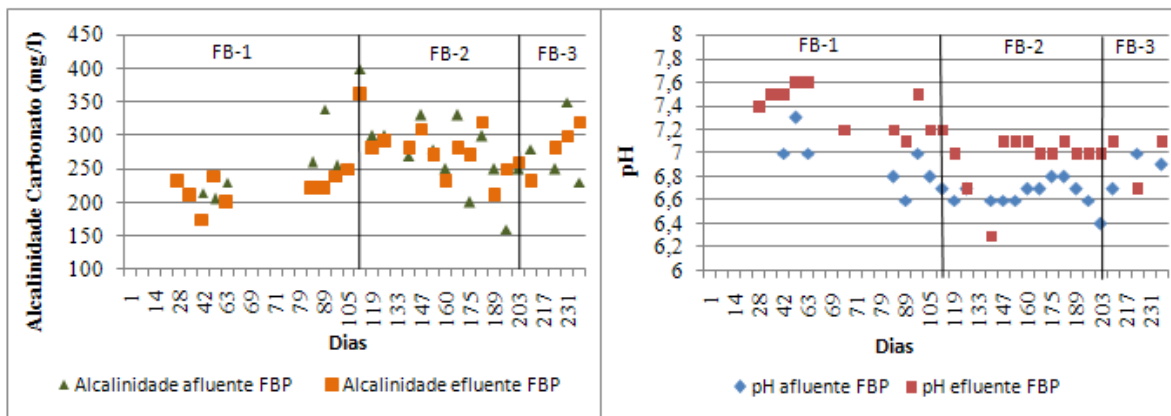 Alcalinidade Carbonato (mg/l)
450
400
350
300
250
200
150
100
FB-1
FB-2
FB-3
1 14 28 42 63 69 71 79 89 105 119 133 147 160 175 189 203 217 231
Dias
Alcalinidade afluente FBP
Alcalinidade efluente FBP
pH
8
7,8
7,6
7,4
7,2
7
6,8
6,6
6,4
6,2
6
FB-1
FB-2
FB-3
1 14 28 42 63 69 71 79 89 105 119 133 147 160 175 189 203 217 231
Dias
pH afluente FBP
pH efluente FBP